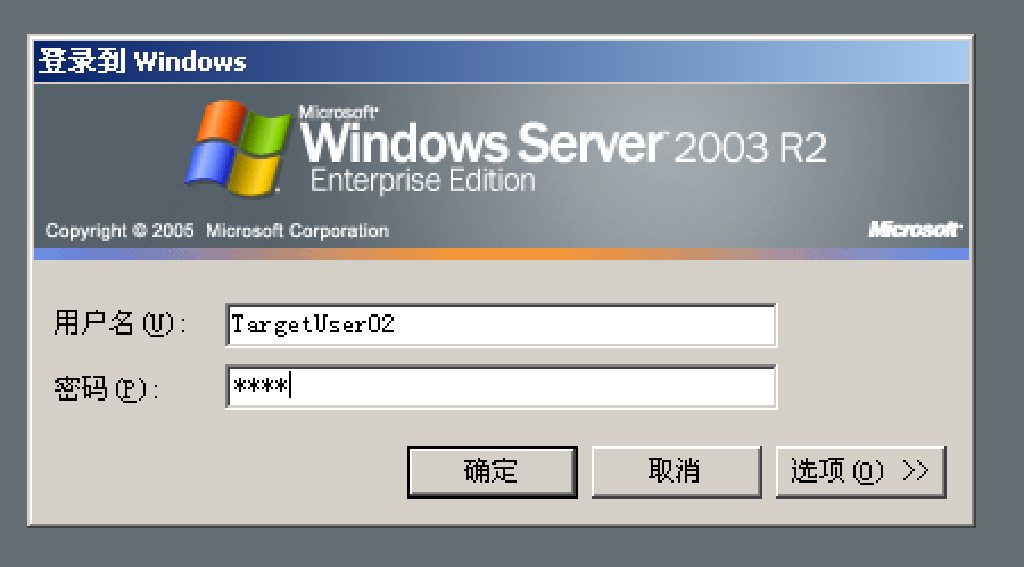 登录到 Windows
Microsoft®
Windows Server™ 2003 R2
Enterprise Edition
Copyright © 2005 Microsoft Corporation Microsoft®
用户名(U): TargetUser02
密码(P): ****
确定 取消 选项(O) >>